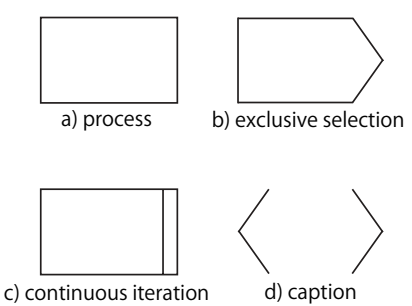 a) process
b) exclusive selection
c) continuous iteration
d) caption